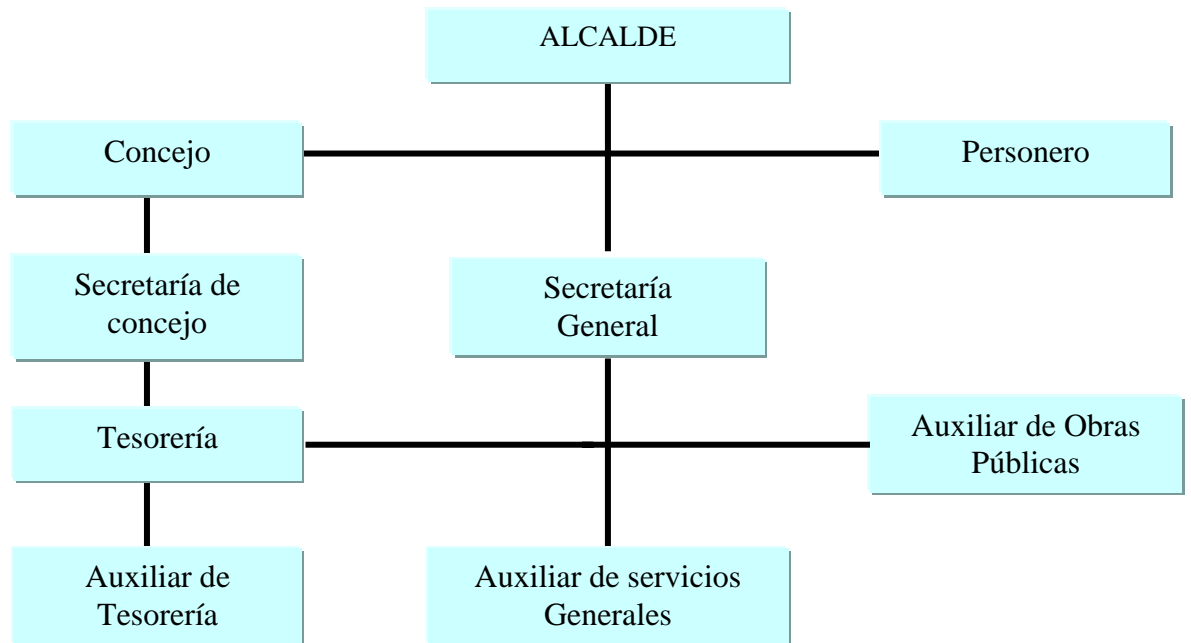 ALCALDE
Concejo
Personero
Secretaría de
concejo
Secretaría
General
Tesorería
Auxiliar de Obras
Públicas
Auxiliar de
Tesorería
Auxiliar de servicios
Generales